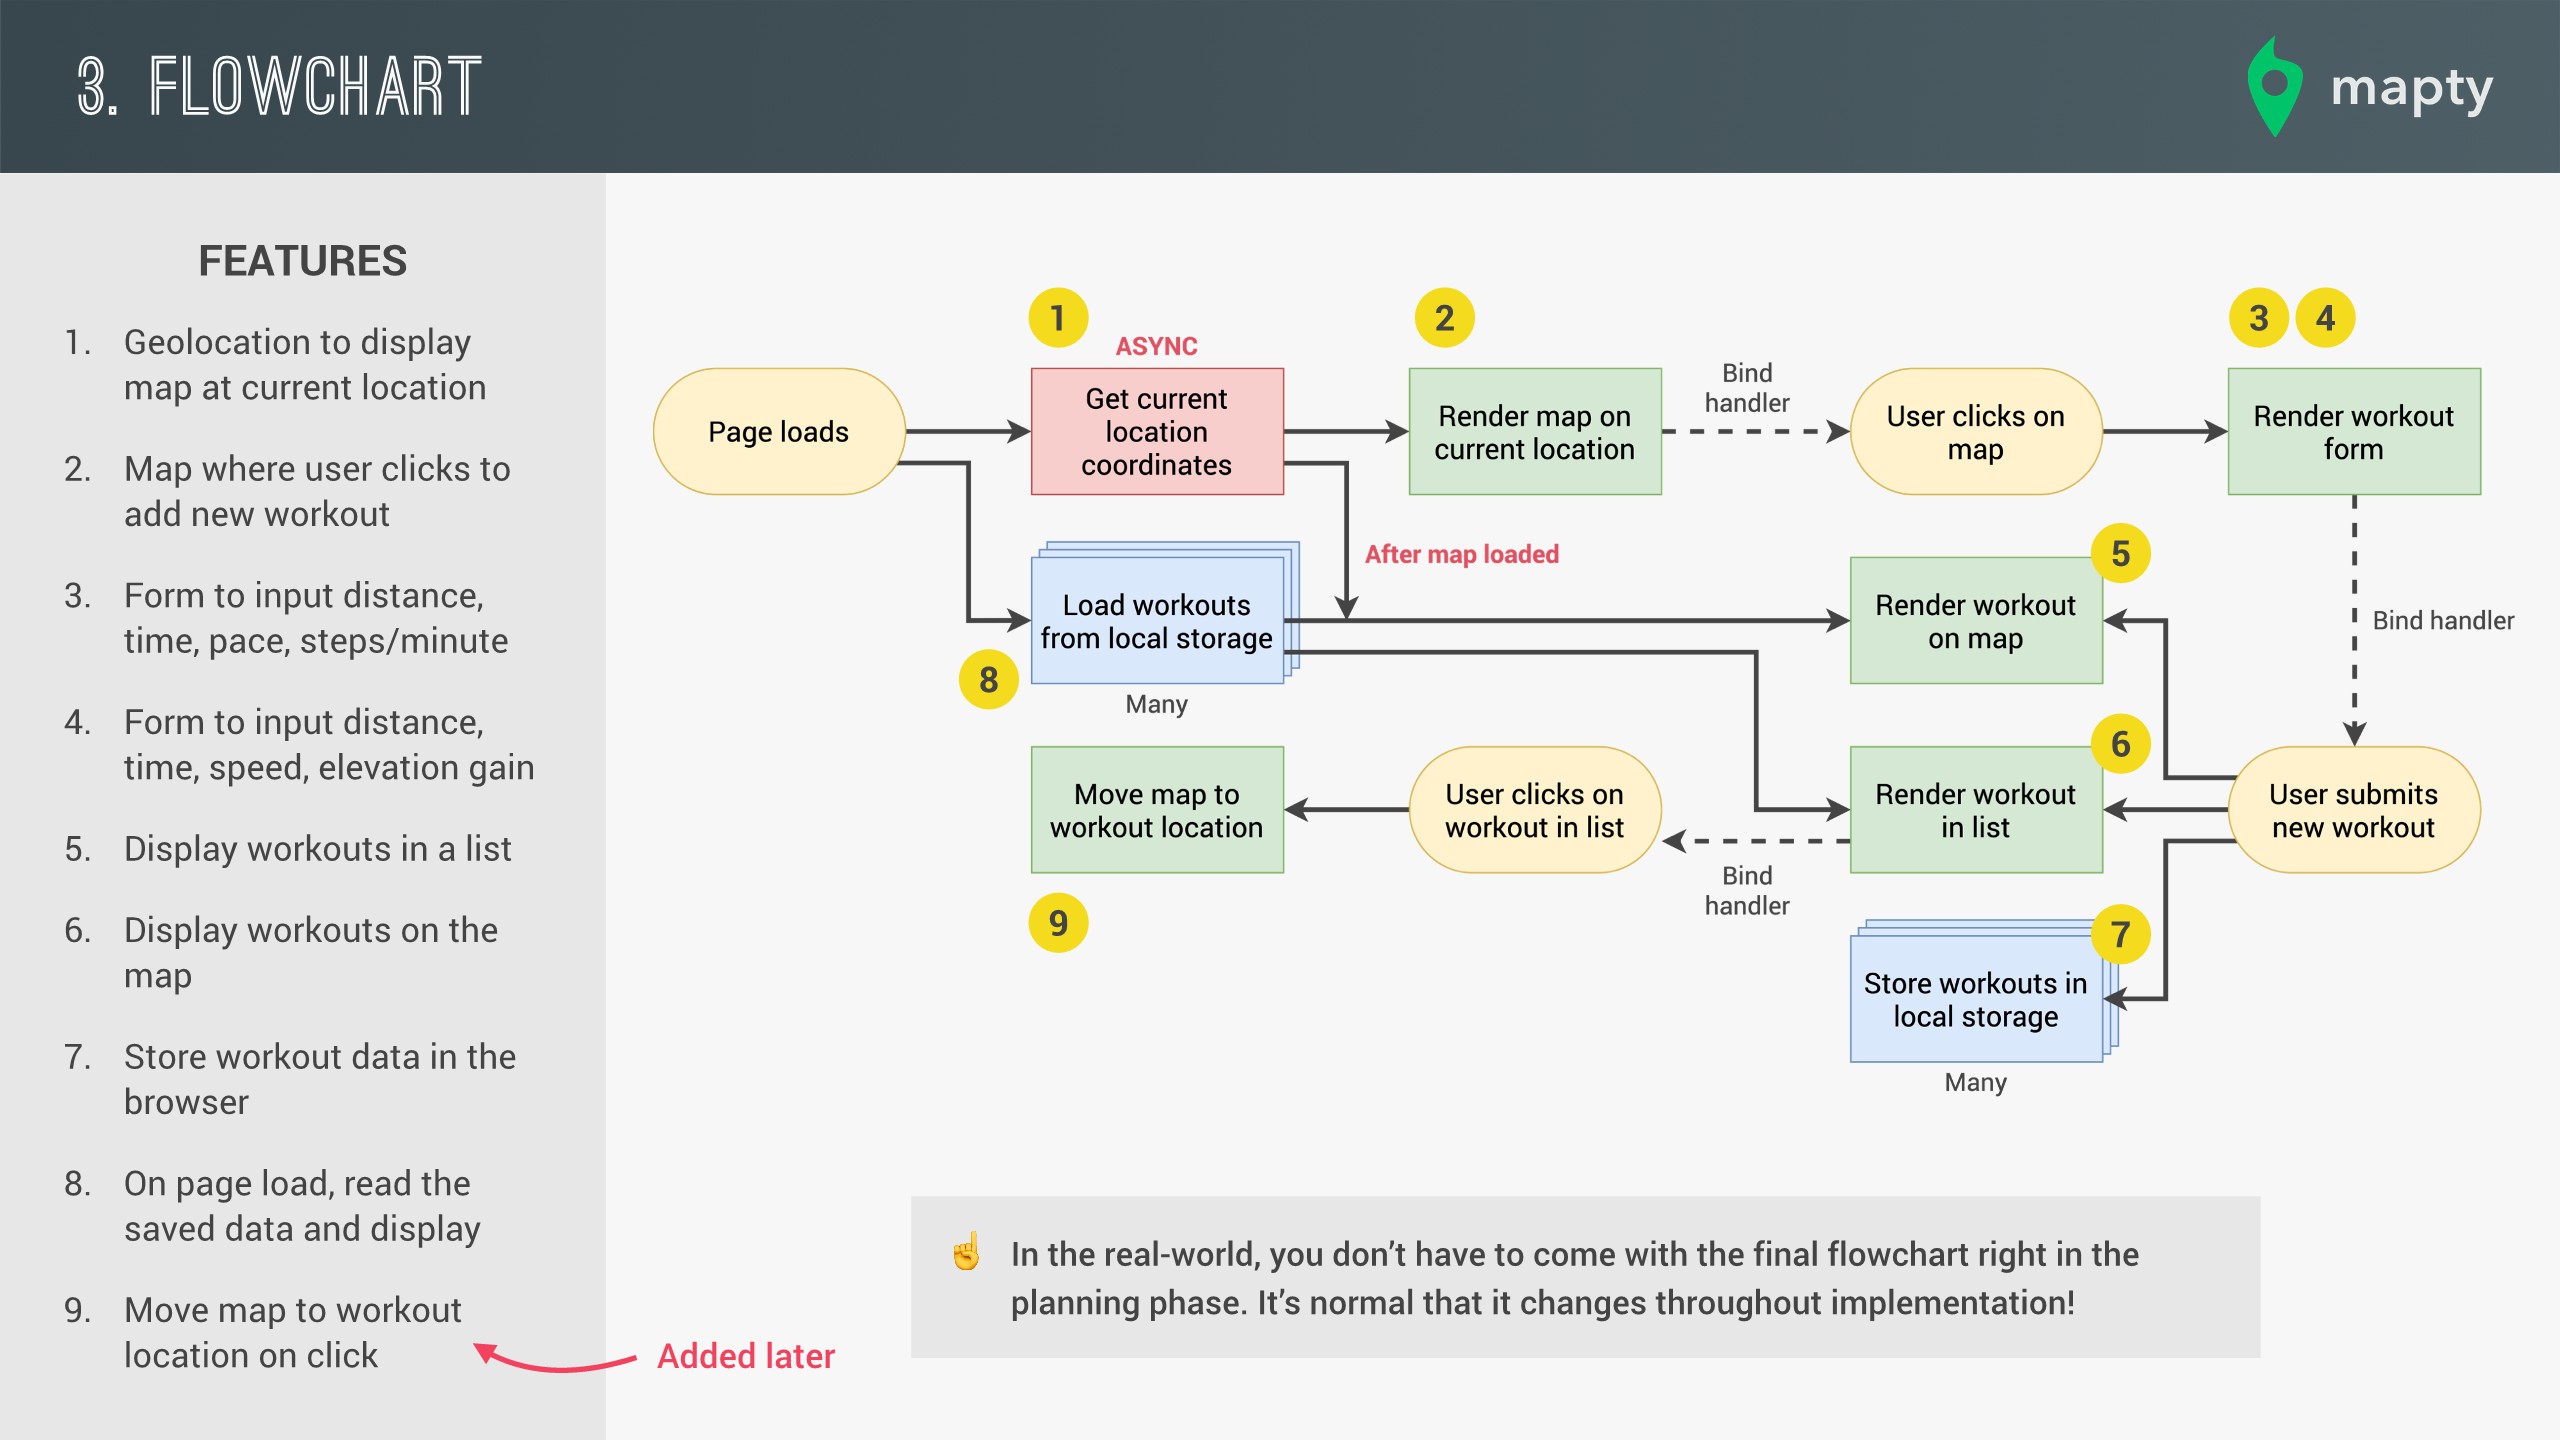 3. FLOWCHART
mapty
FEATURES
1. Geolocation to display
map at current location
2. Map where user clicks to
add new workout
3. Form to input distance,
time, pace, steps/minute
4. Form to input distance,
time, speed, elevation gain
5. Display workouts in a list
6. Display workouts on the
map
7. Store workout data in the
browser
8. On page load, read the
saved data and display
9. Move map to workout
location on click
Added later
Page loads
1
ASYNC
Get current
location
coordinates
2
Render map on
current location
Bind
handler
User clicks on
map
3 4
Render workout
form
After map loaded
Load workouts
from local storage
8
Many
5
Render workout
on map
Bind handler
Move map to
workout location
9
User clicks on
workout in list
Bind
handler
6
Render workout
in list
User submits
new workout
7
Store workouts in
local storage
Many
☝ In the real-world, you don’t have to come with the final flowchart right in the
planning phase. It’s normal that it changes throughout implementation!